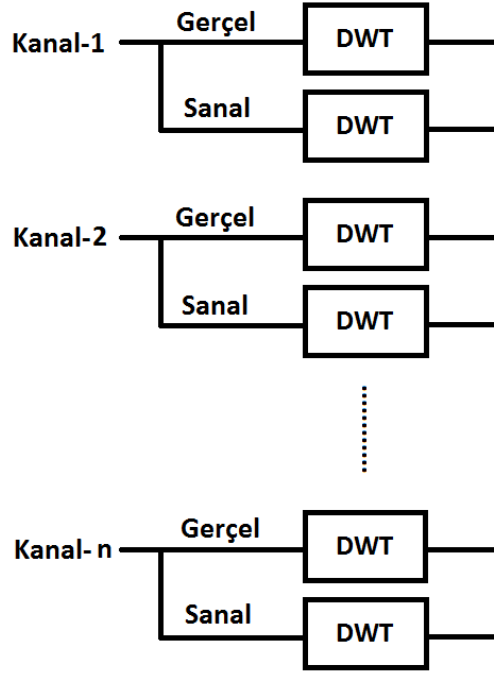 Gerçel
Kanal-1
DWT
Sanal
DWT
Gerçel
Kanal-2
DWT
Sanal
DWT
Gerçel
Kanal- n
DWT
Sanal
DWT